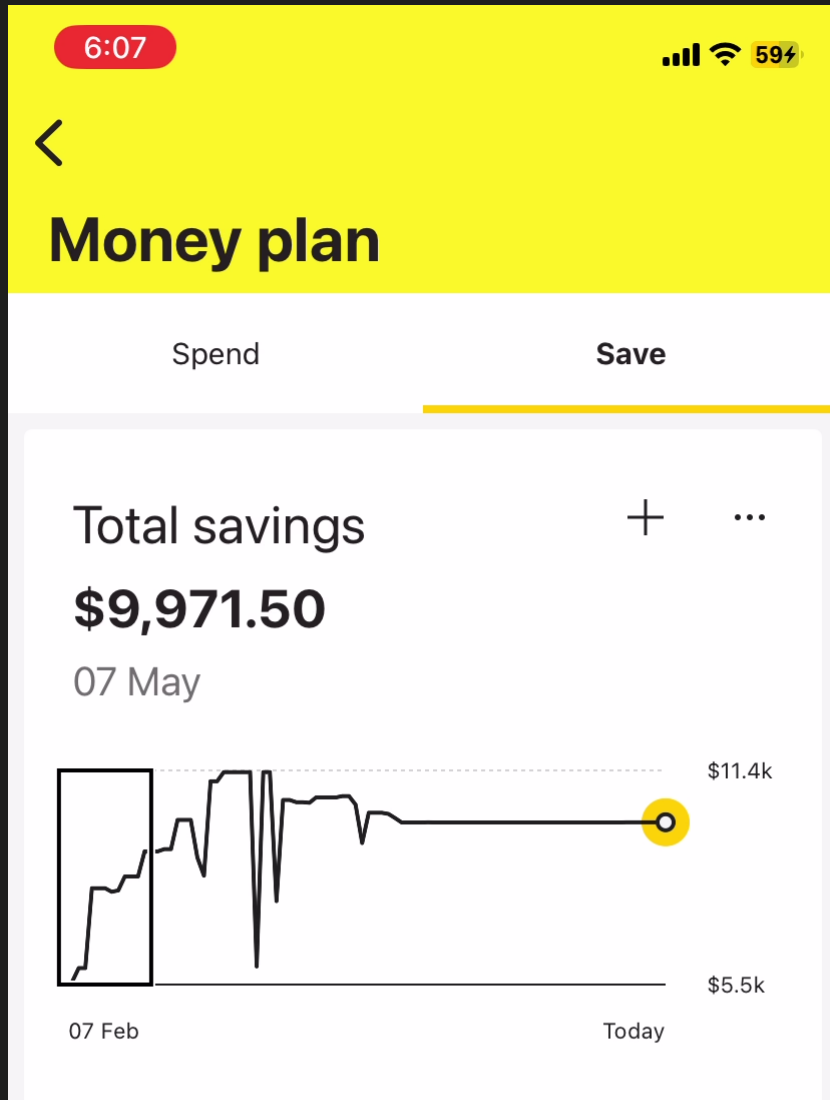 6:07
59
Money plan
Spend
Save
Total savings
$9,971.50
07 May
$11.4k
$5.5k
07 Feb
Today